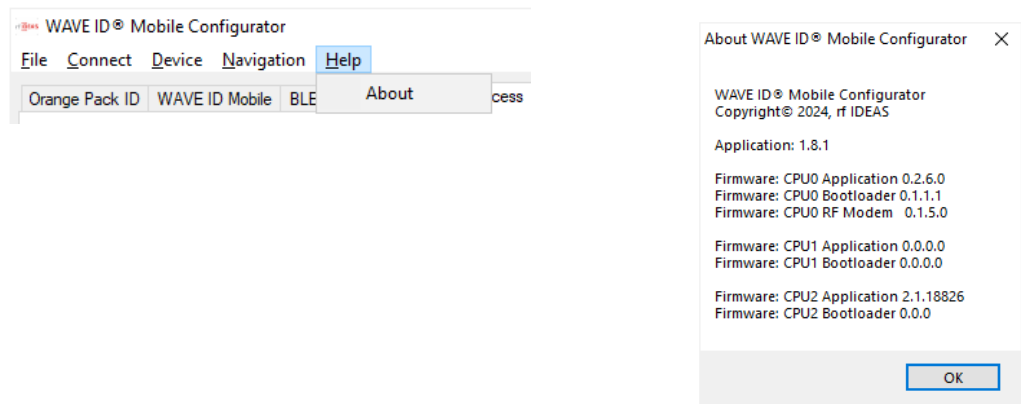 rf IDEAS WAVE ID® Mobile Configurator
File Connect Device Navigation Help
Orange Pack ID WAVE ID Mobile BLE cess
About
About WAVE ID® Mobile Configurator
WAVE ID® Mobile Configurator
Copyright© 2024, rf IDEAS
Application: 1.8.1
Firmware: CPU0 Application 0.2.6.0
Firmware: CPU0 Bootloader 0.1.1.1
Firmware: CPU0 RF Modem 0.1.5.0
Firmware: CPU1 Application 0.0.0.0
Firmware: CPU1 Bootloader 0.0.0.0
Firmware: CPU2 Application 2.1.18826
Firmware: CPU2 Bootloader 0.0.0
OK